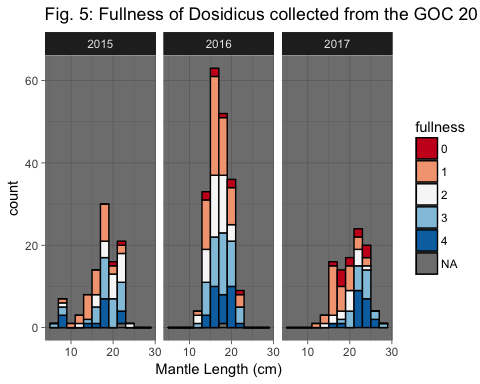 Fig. 5: Fullness of Dosidicus collected from the GOC 20
2015 2016 2017
60
40
20
0
count
10 20 30 10 20 30 10 20 30
Mantle Length (cm)
fullness
0
1
2
3
4
NA